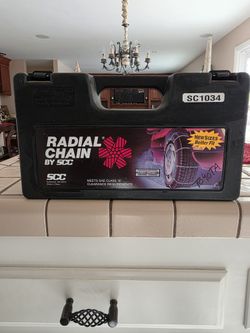 SC1034
RADIAL
CHAIN
BY SCC
NEW SIZES
Better Fit
SCC
MEETS SAE CLASS "S"
CLEARANCE REQUIREMENTS